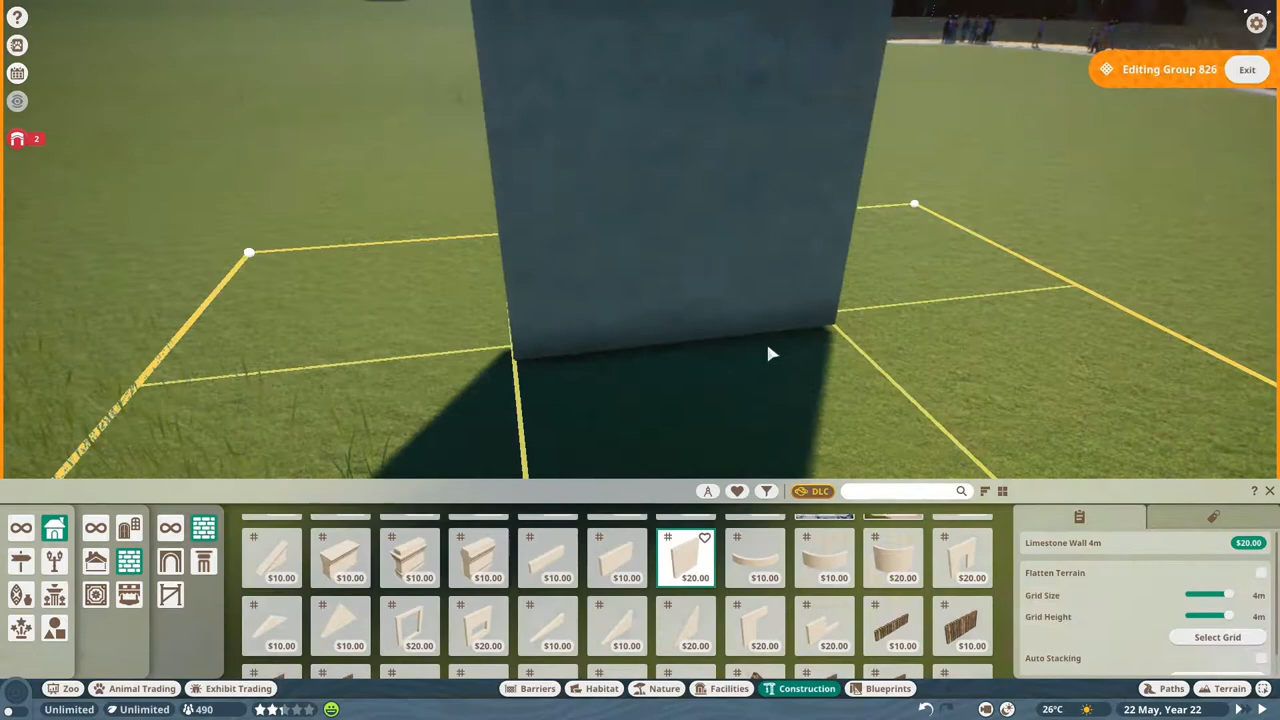 ?
Editing Group 826
Exit
2
DLC
?
$10.00 $10.00 $10.00 $10.00 $10.00 $10.00 $20.00 $10.00 $10.00 $20.00 $10.00
$10.00 $10.00 $20.00 $20.00 $10.00 $10.00 $20.00 $20.00 $20.00 $10.00 $10.00
Limestone Wall 4m $20.00
Flatten Terrain
Grid Size 4m
Grid Height 4m
Select Grid
Auto Stacking
Zoo Animal Trading Exhibit Trading Barriers Habitat Nature Facilities Construction Blueprints Paths Terrain
Unlimited Unlimited 490 26°C 22 May, Year 22